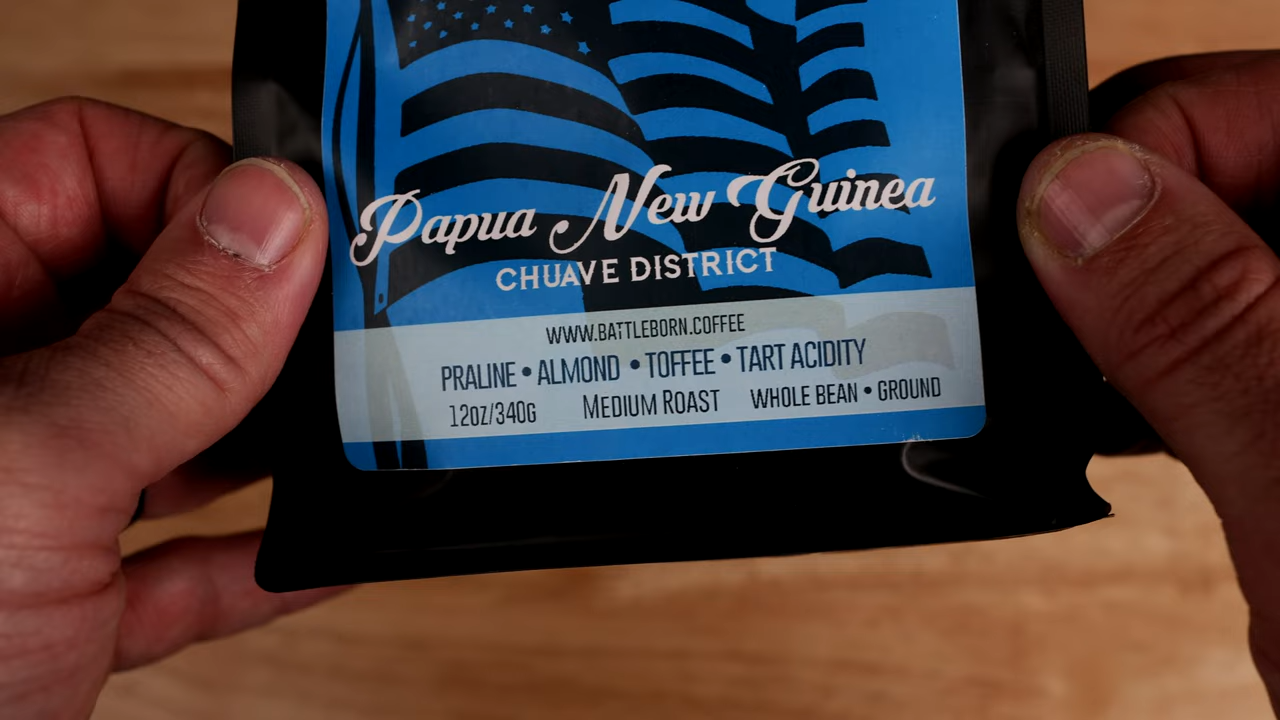 Papua New Guinea
CHUAVE DISTRICT
WWW.BATTLEBORN.COFFEE
PRALINE • ALMOND • TOFFEE • TART ACIDITY
12OZ/340G MEDIUM ROAST WHOLE BEAN • GROUND